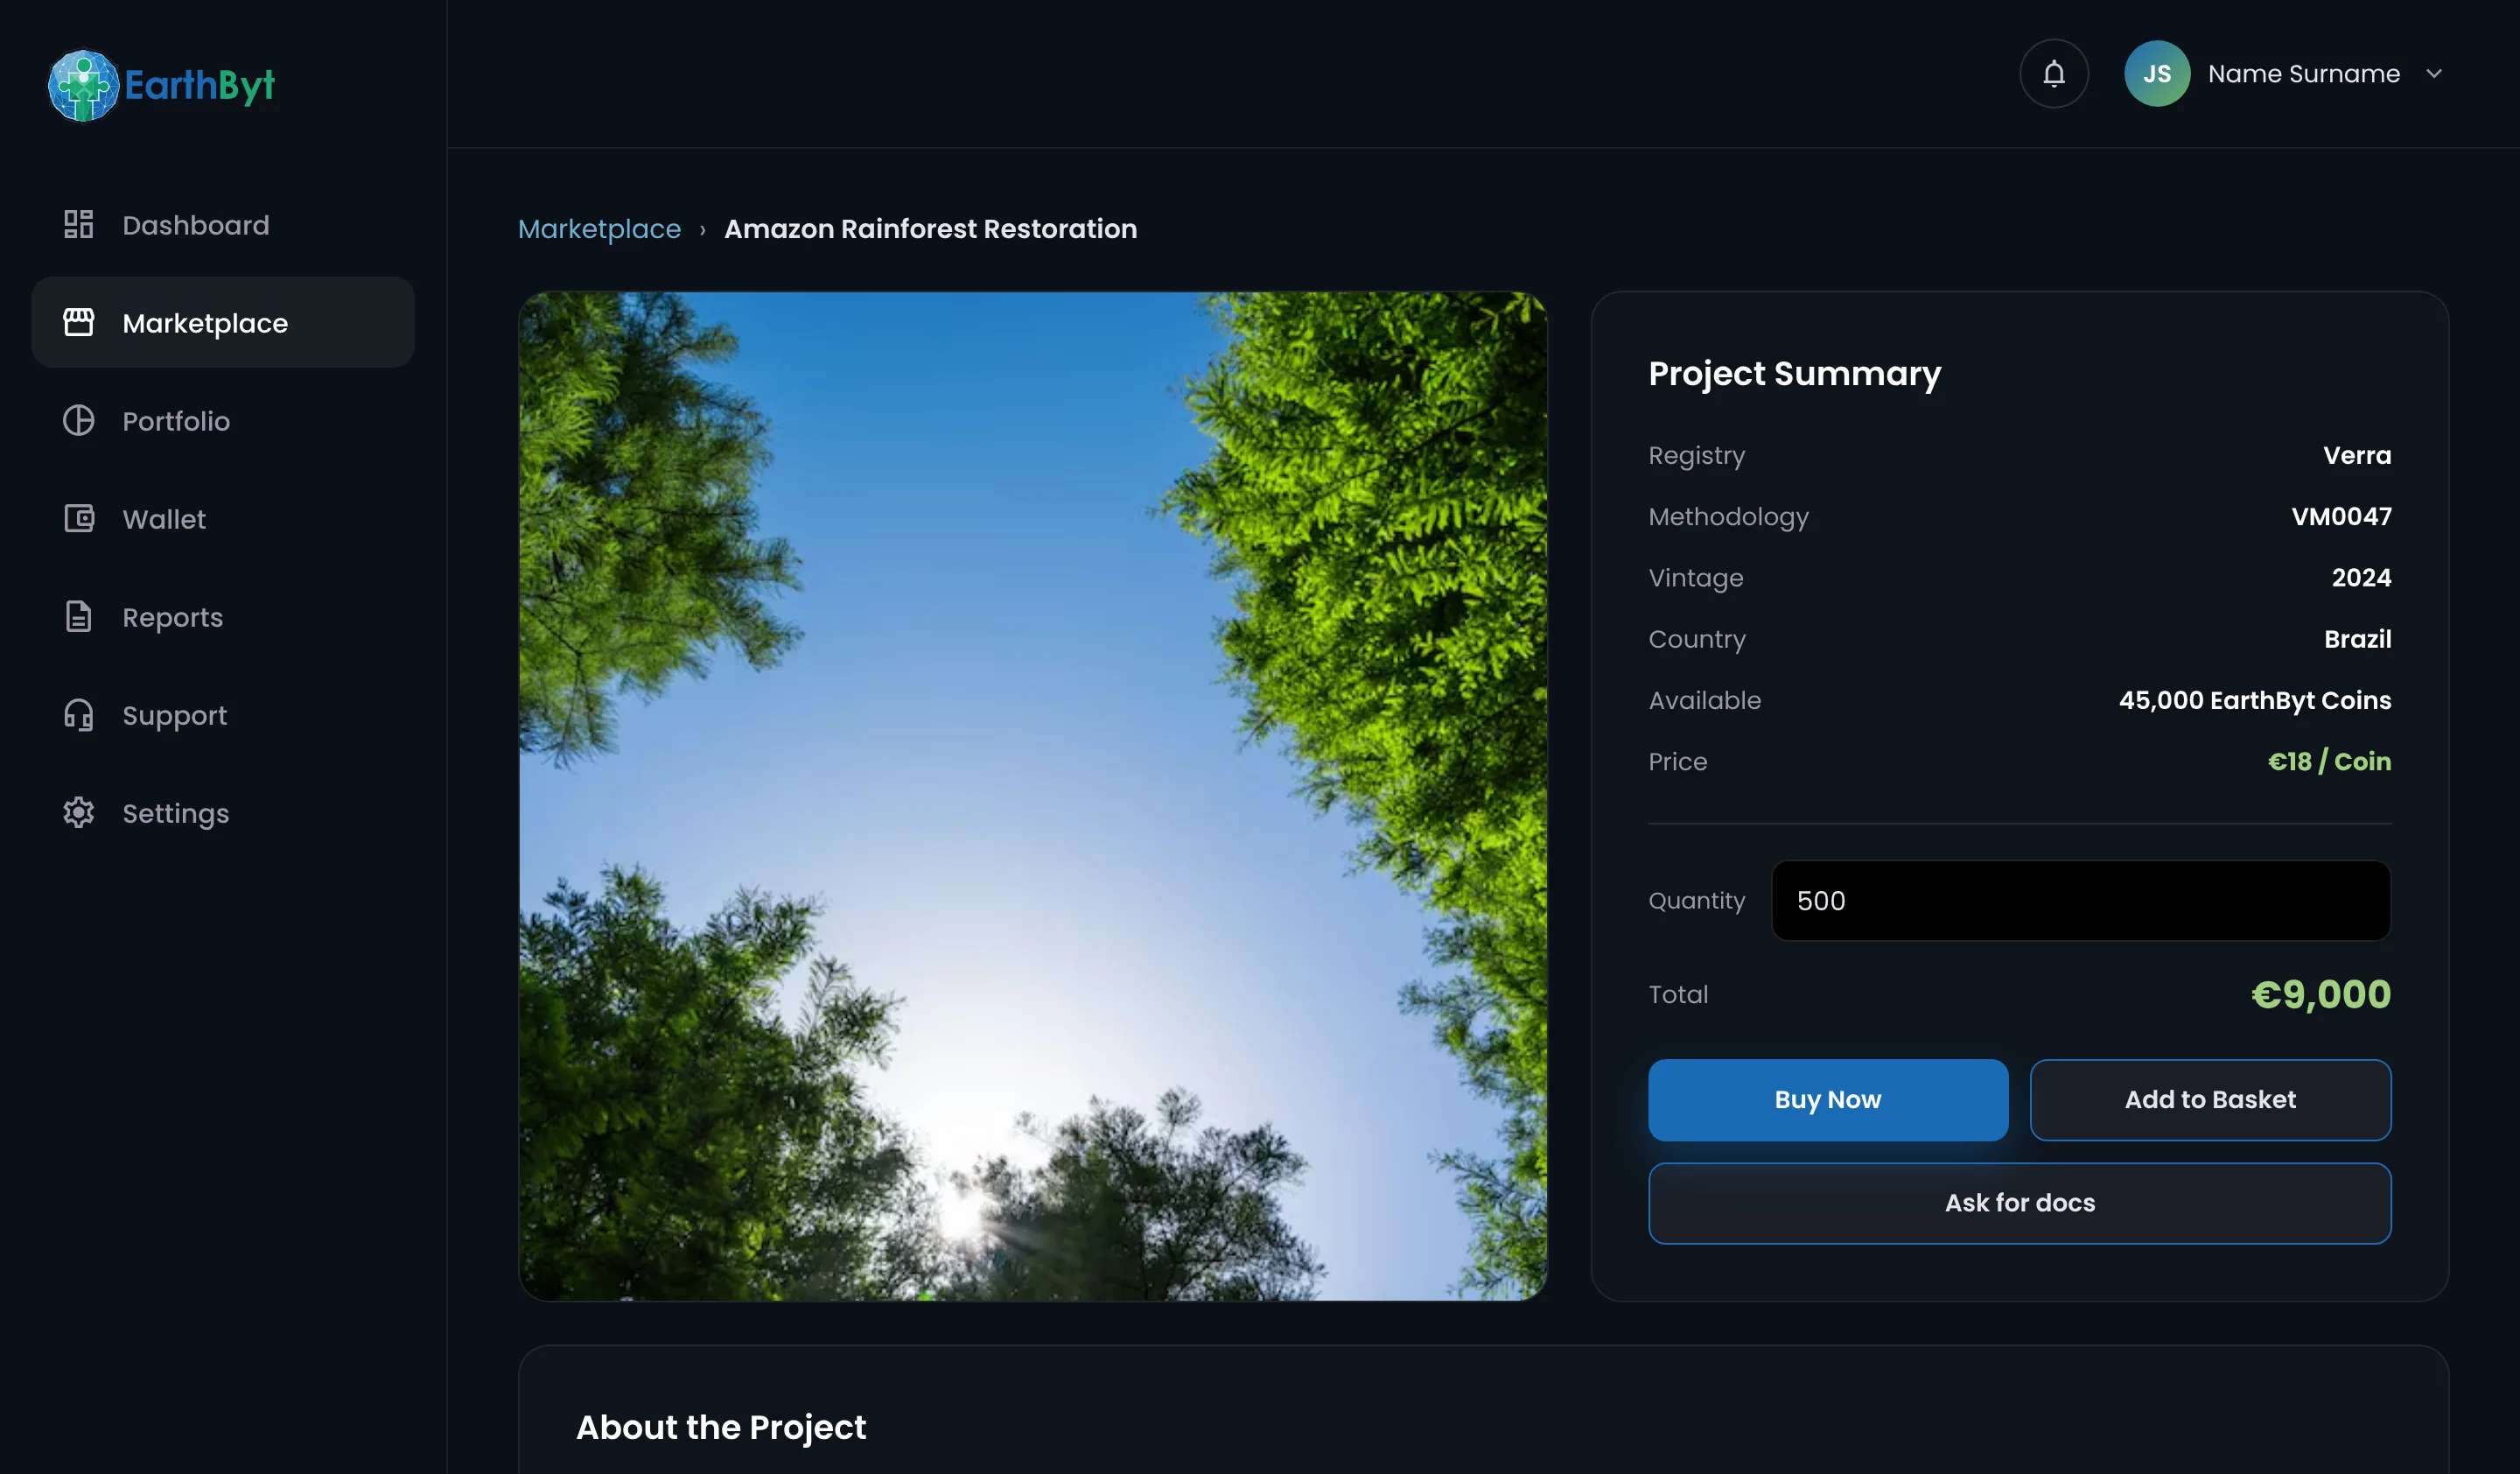 EarthByt
JS
Name Surname
Dashboard
Marketplace
Portfolio
Wallet
Reports
Support
Settings
Marketplace › Amazon Rainforest Restoration
Project Summary
Registry Verra
Methodology VM0047
Vintage 2024
Country Brazil
Available 45,000 EarthByt Coins
Price €18 / Coin
Quantity 500
Total €9,000
Buy Now
Add to Basket
Ask for docs
About the Project